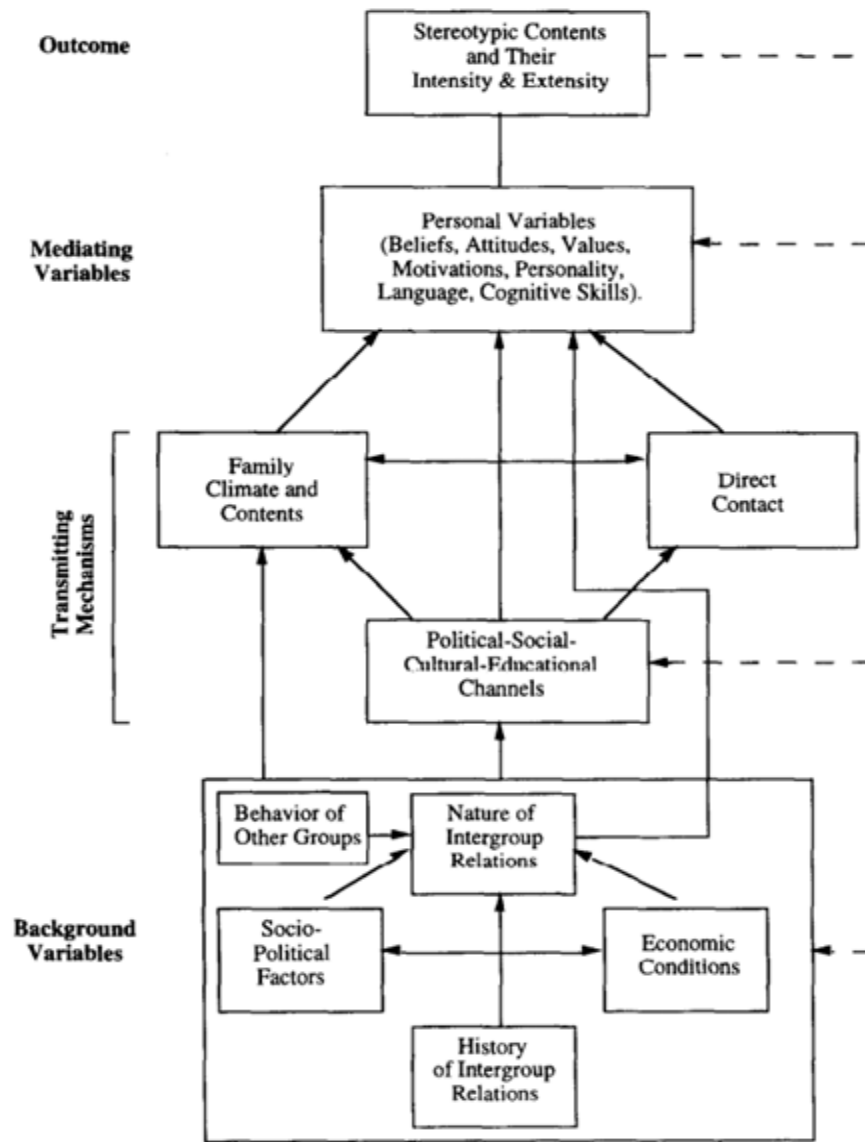 Outcome
Stereotypic Contents
and Their
Intensity & Extensity
Mediating
Variables
Personal Variables
(Beliefs, Attitudes, Values,
Motivations, Personality,
Language, Cognitive Skills).
Transmitting
Mechanisms
Family
Climate and
Contents
Direct
Contact
Political-Social-
Cultural-Educational
Channels
Background
Variables
Behavior of
Other Groups
Nature of
Intergroup
Relations
Socio-
Political
Factors
Economic
Conditions
History
of Intergroup
Relations